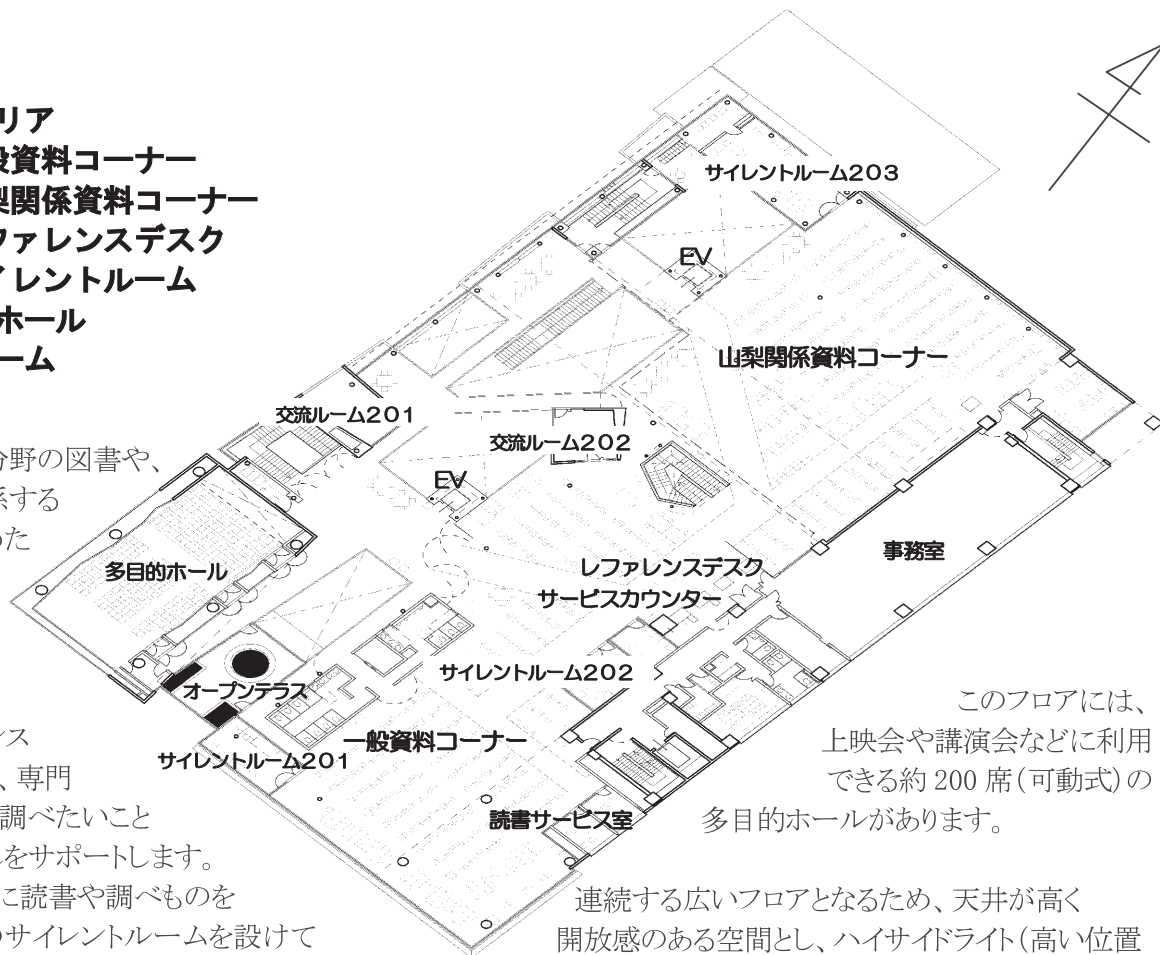 リア
般資料コーナー
梨関係資料コーナー
ファレンスデスク
イレントルーム
ホール
ーム
分野の図書や、
係する
った
ンス
、専門
調べたいこと
をサポートします。
に読書や調べものを
サイレントルームを設けて
サイレントルーム203
EV
山梨関係資料コーナー
交流ルーム201
交流ルーム202
EV
多目的ホール
レファレンスデスク
サービスカウンター
事務室
サイレントルーム202
オープンテラス
一般資料コーナー
サイレントルーム201
読書サービス室
このフロアには、
上映会や講演会などに利用
できる約200席(可動式)の
多目的ホールがあります。
連続する広いフロアとなるため、天井が高く
開放感のある空間とし、ハイサイドライト(高い位置